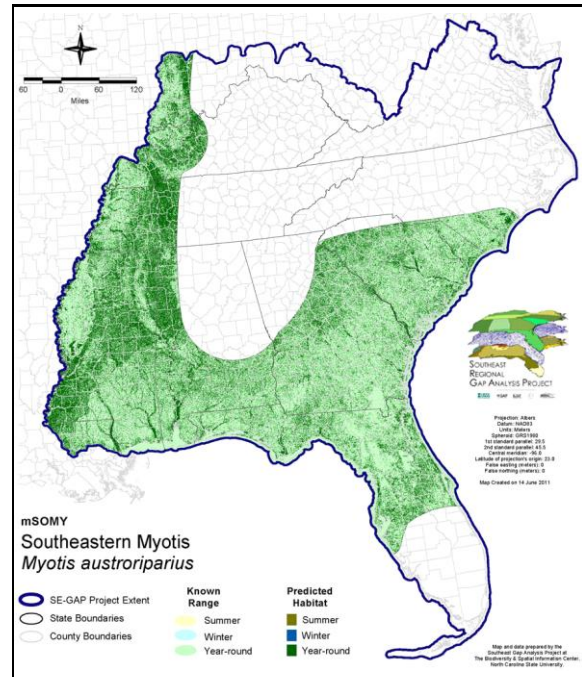 N
60 0 60 120
Miles
SOUTHEAST
REGIONAL
GAP ANALYSIS PROJECT
Projection: Albers
Datum: NAD83
Units: Meters
Spheroid: GRS1980
1st standard parallel: 29.5
2nd standard parallel: 45.5
Central meridian: -96.0
Latitude of projection's origin: 23.0
False easting (meters): 0
False northing (meters): 0
Map Created on 14 June 2011
mSOMY
Southeastern Myotis
Myotis austroriparius
SE-GAP Project Extent
State Boundaries
County Boundaries
Known
Range
Summer
Winter
Year-round
Predicted
Habitat
Summer
Winter
Year-round
Map and data prepared by the
Southeast Gap Analysis Project at
The Biodiversity & Spatial Information Center,
North Carolina State University.